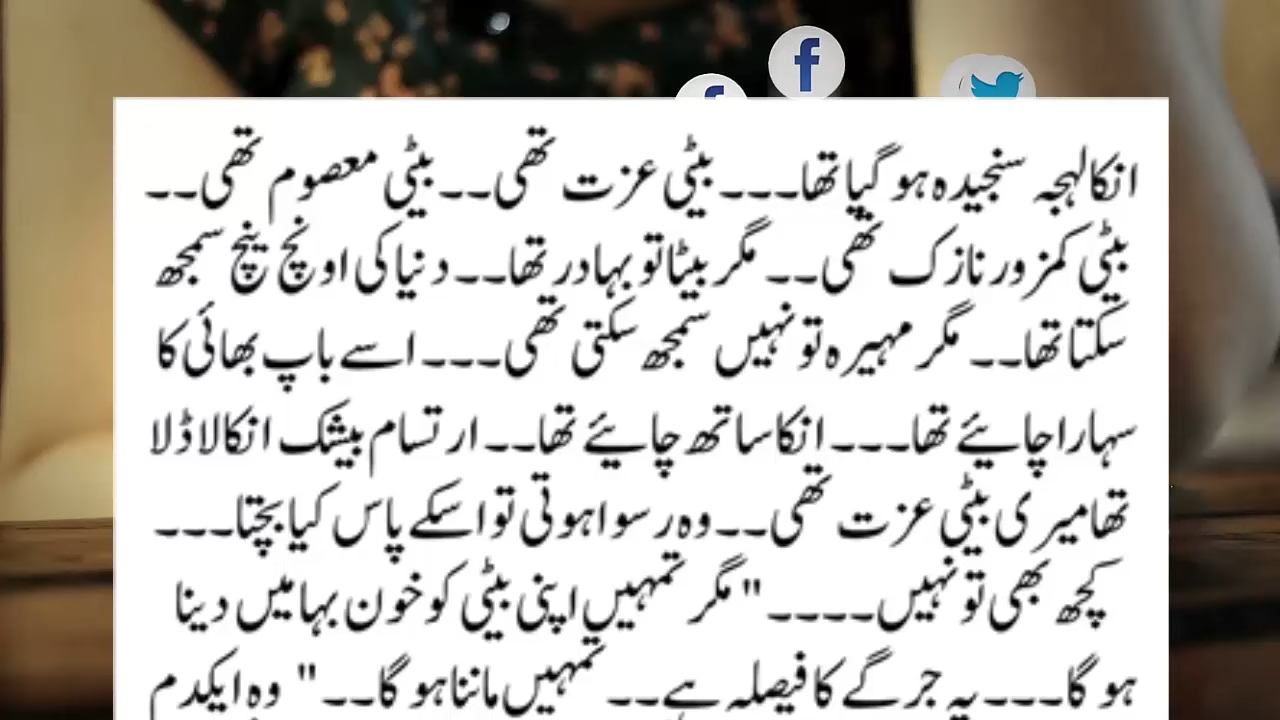 انکا لہجہ سنجیدہ ہو گیا تھا۔۔۔ بیٹی عزت تھی۔۔ بیٹی معصوم تھی۔۔
بیٹی کمزور نازک تھی۔۔ مگر بیٹا تو بہادر تھا۔۔ دنیا کی اونچ نیچ سمجھ
سکتا تھا۔۔ مگر مہیرہ تو نہیں سمجھ سکتی تھی۔۔۔ اسے باپ بھائی کا
سہارا چایئے تھا۔۔۔ انکا ساتھ چایئے تھا۔۔ ارتسام بیشک انکا لاڈلا
تھا میری بیٹی عزت تھی۔۔ وہ رسوا ہوتی تو اسکے پاس کیا بچتا۔۔۔
کچھ بھی تو نہیں۔۔۔۔ " مگر تمہیں اپنی بیٹی کو خون بہا میں دینا
ہو گا۔۔۔ یہ جرگے کا فیصلہ ہے۔۔ تمہیں ماننا ہو گا۔۔ " وہ ایکدم